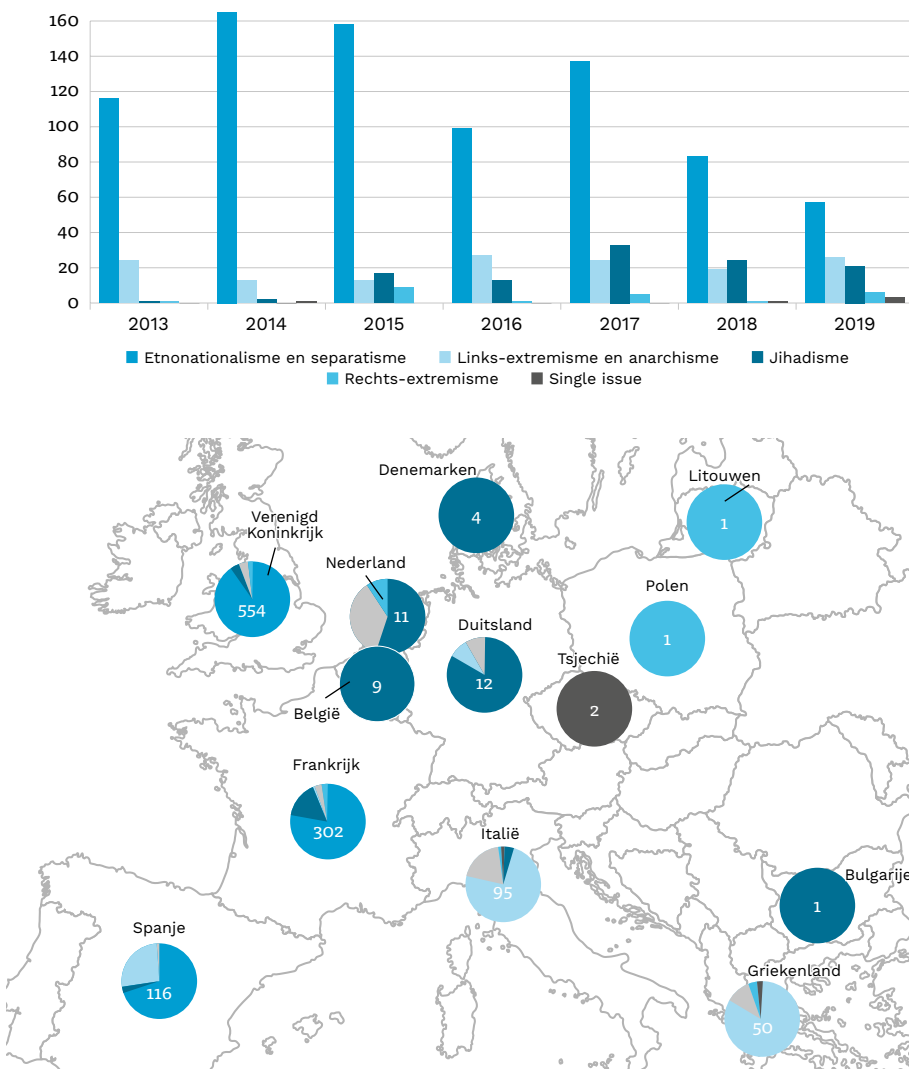 160
140
120
100
80
60
40
20
0
2013 2014 2015 2016 2017 2018 2019
Etnonationalisme en separatisme Links-extremisme en anarchisme Jihadisme
Rechts-extremisme Single issue
Denemarken
4
Litouwen
1
Verenigd
Koninkrijk
554
Nederland
11
Polen
1
Duitsland
12
Tsjechië
2
België
9
Frankrijk
302
Italië
95
Bulgarije
1
Spanje
116
Griekenland
50